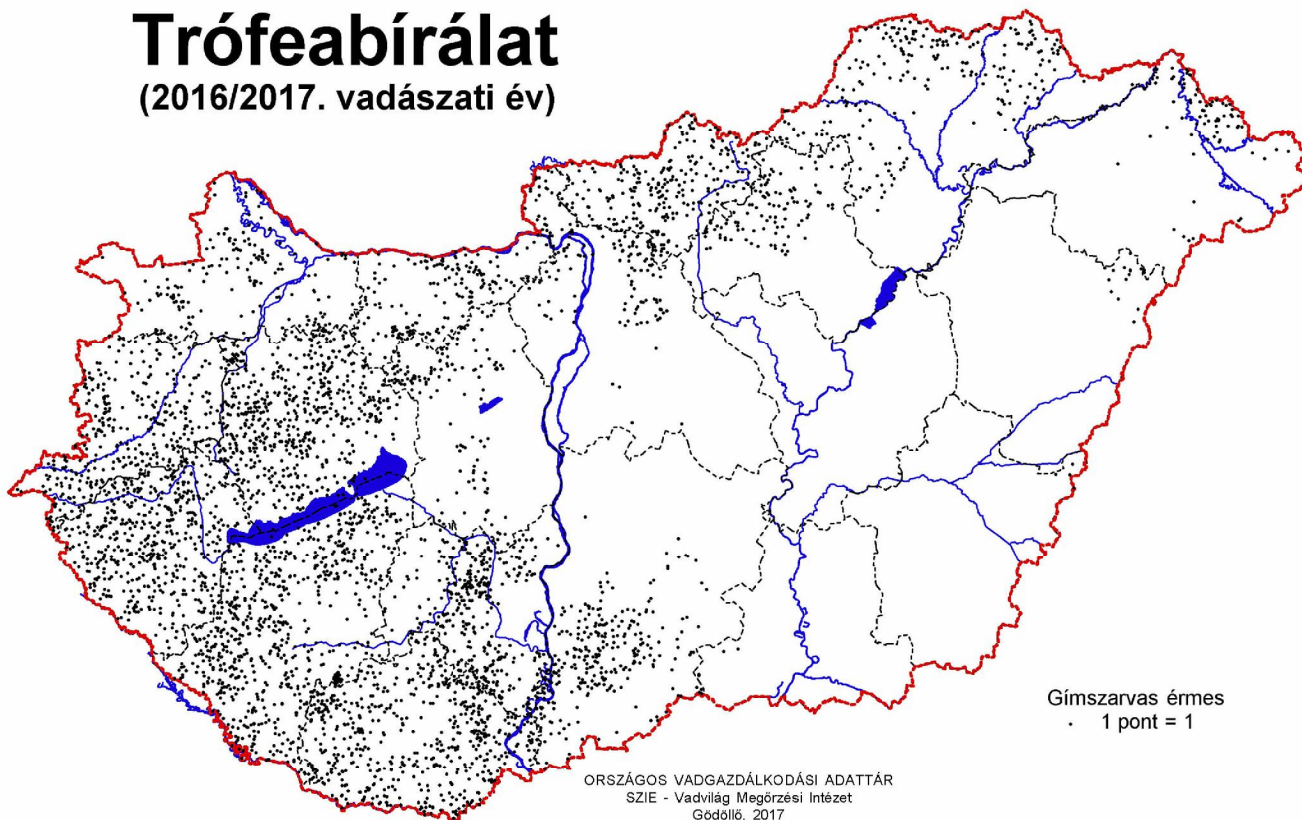 Trófeabírálat
(2016/2017. vadászati év)
Gímszarvas érmes
1 pont = 1
ORSZÁGOS VADGAZDÁLKODÁSI ADATTÁR
SZIE - Vadvilág Megőrzési Intézet
Gödöllő, 2017